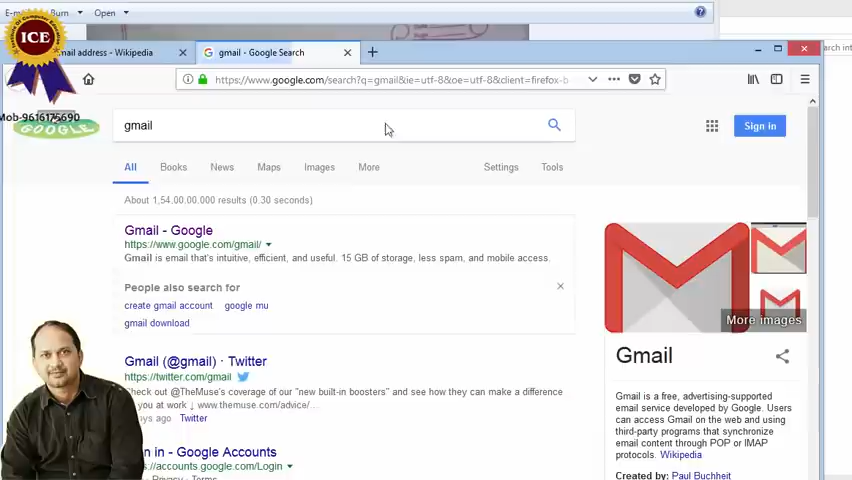 Burn
Open
ICE
mail address - Wikipedia
gmail - Google Search
https://www.google.com/search?q=gmail&ie=utf-8&oe=utf-8&client=firefox-b
Mob-9616175690
GOOGLE
gmail
Sign in
All
Books
News
Maps
Images
More
Settings
Tools
About 1,54,00,00,000 results (0.30 seconds)
Gmail - Google
https://www.google.com/gmail/
Gmail is email that's intuitive, efficient, and useful. 15 GB of storage, less spam, and mobile access.
People also search for
create gmail account
google mu
gmail download
More images
Gmail
Gmail (@gmail) · Twitter
https://twitter.com/gmail
Check out @TheMuse's coverage of our "new built-in boosters" and see how they can make a difference
you at work ↓ www.themuse.com/advice/...
ays ago
Twitter
Gmail is a free, advertising-supported
email service developed by Google. Users
can access Gmail on the web and using
third-party programs that synchronize
email content through POP or IMAP
protocols. Wikipedia
n in - Google Accounts
accounts.google.com/Login
Privacy · Terms
Created by: Paul Buchheit